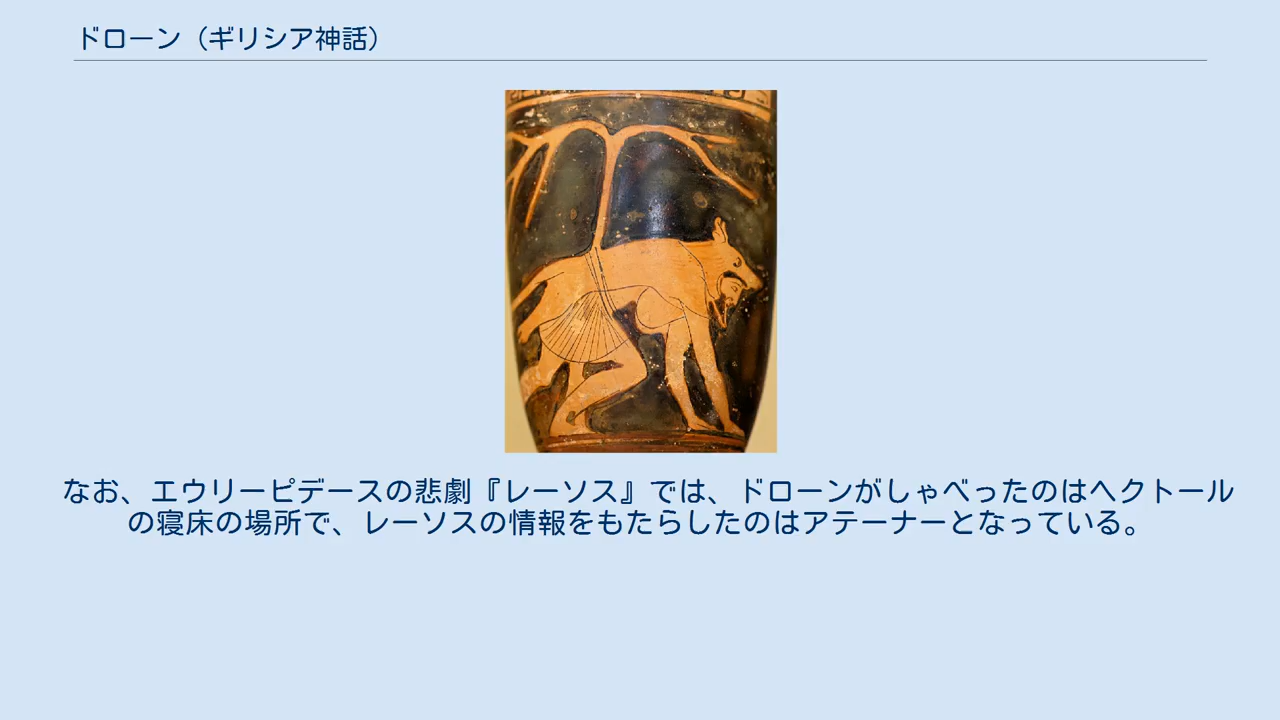 ドローン（ギリシア神話）
なお、エウリーピデースの悲劇『レーソス』では、ドローンがしゃべったのはヘクトール
の寝床の場所で、レーソスの情報をもたらしたのはアテーナーとなっている。